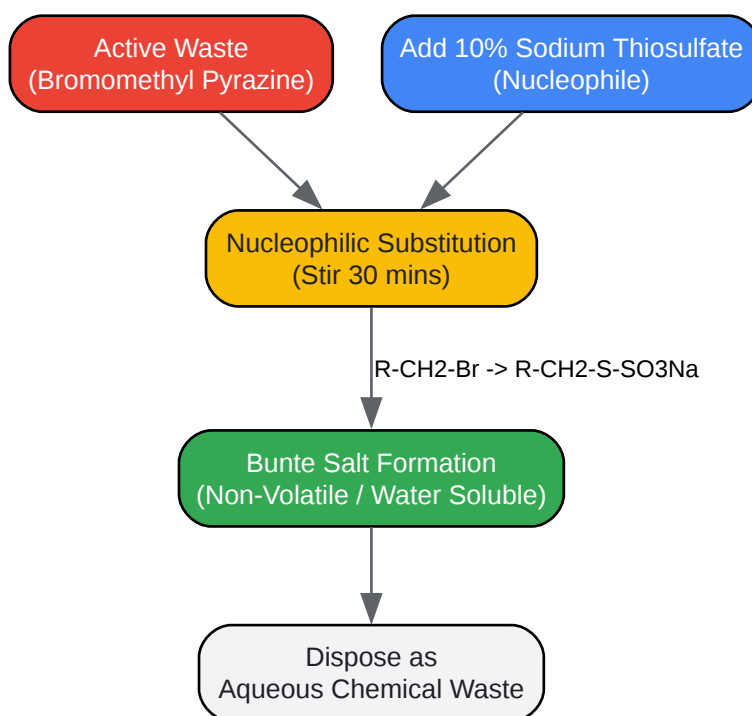 Active Waste
(Bromomethyl Pyrazine)
Add 10% Sodium Thiosulfate
(Nucleophile)
Nucleophilic Substitution
(Stir 30 mins)
R-CH2-Br -> R-CH2-S-SO3Na
Bunte Salt Formation
(Non-Volatile / Water Soluble)
Dispose as
Aqueous Chemical Waste